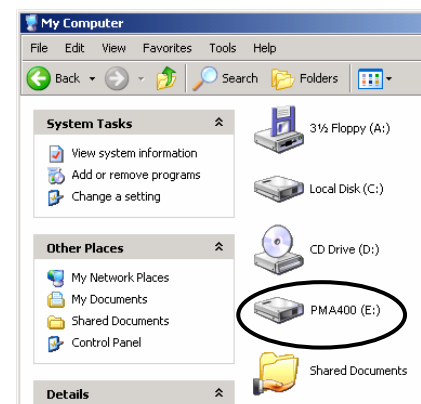 My Computer
File Edit View Favorites Tools Help
Back Search Folders
System Tasks
View system information
Add or remove programs
Change a setting
Other Places
My Network Places
My Documents
Shared Documents
Control Panel
Details
3½ Floppy (A:)
Local Disk (C:)
CD Drive (D:)
PMA400 (E:)
Shared Documents